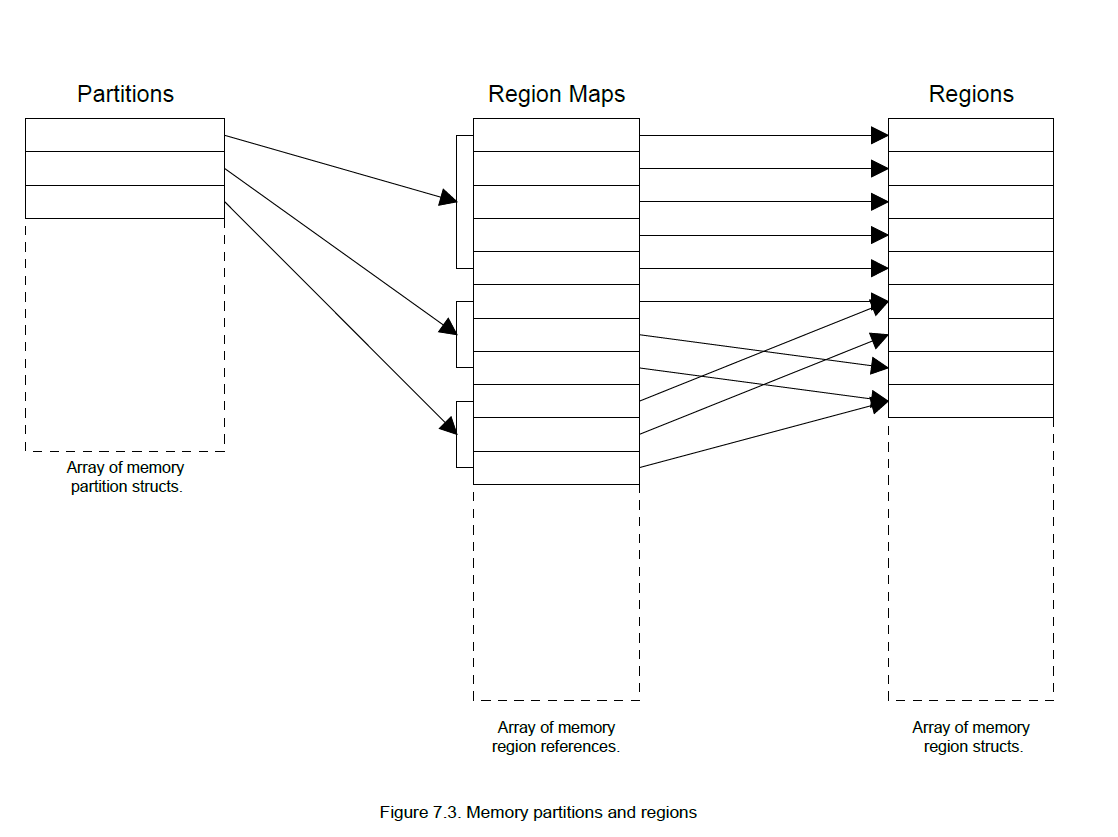 Partitions
Region Maps
Regions
Array of memory
partition structs.
Array of memory
region references.
Array of memory
region structs.
Figure 7.3. Memory partitions and regions